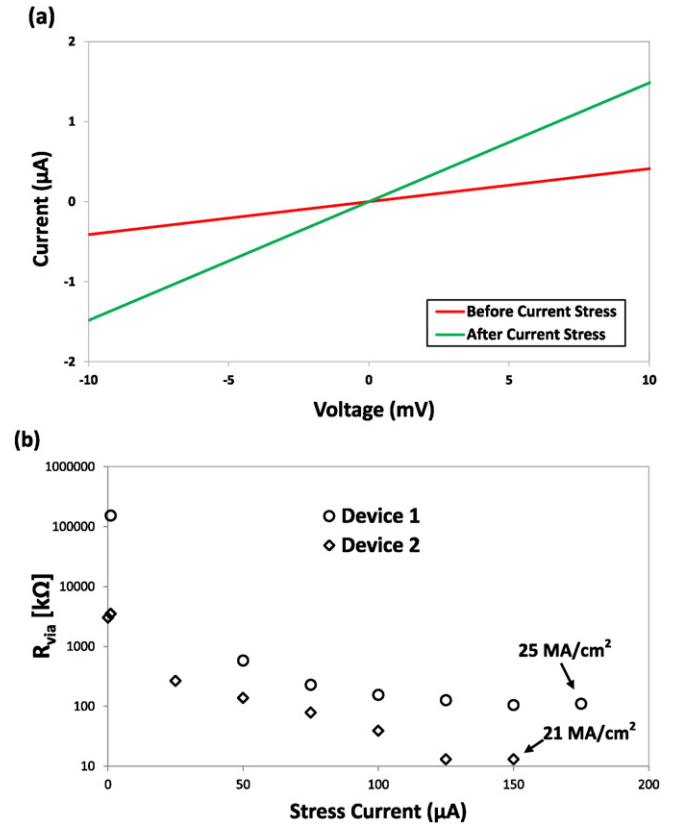 (a)
2
1
0
-1
-2
Current (µA)
Before Current Stress
After Current Stress
-10 -5 0 5 10
Voltage (mV)
(b)
1000000
100000
10000
1000
100
10
R_via [kΩ]
Device 1
Device 2
25 MA/cm²
21 MA/cm²
0 50 100 150 200
Stress Current (µA)